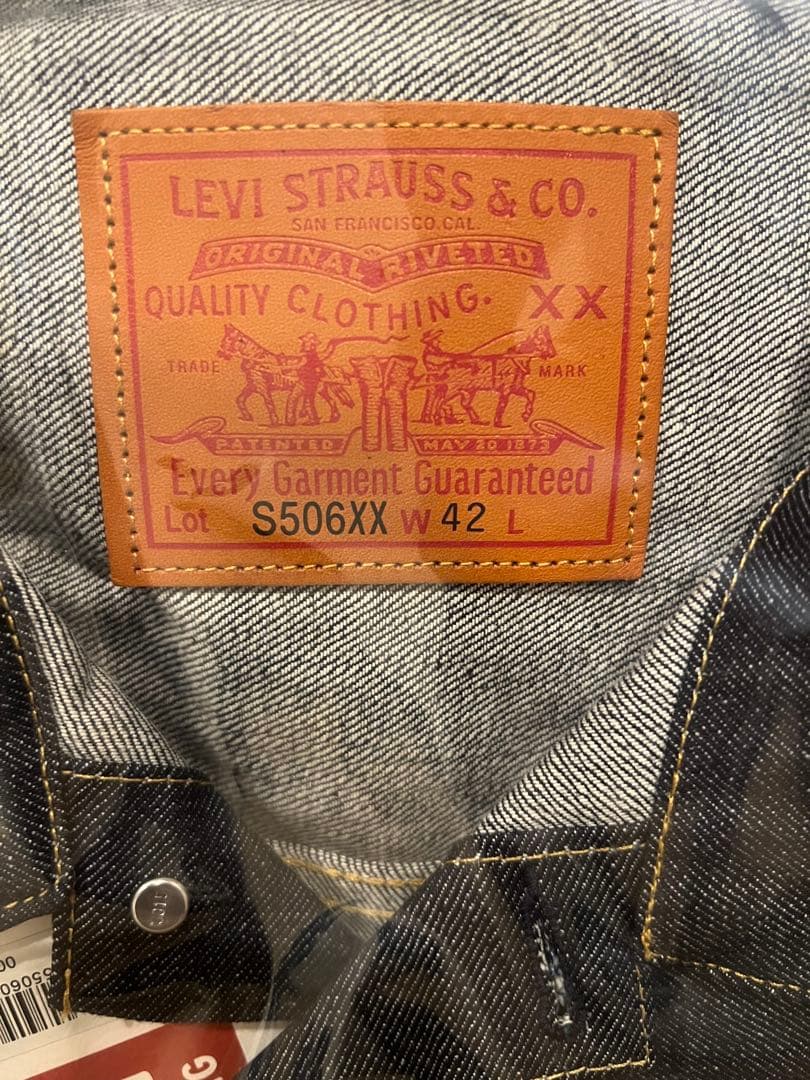 LEVI STRAUSS & CO.
SAN FRANCISCO, CAL.
ORIGINAL RIVETED
QUALITY CLOTHING. XX
TRADE MARK
PATENTED MAY 20 1873
Every Garment Guaranteed
Lot S506XX W 42 L